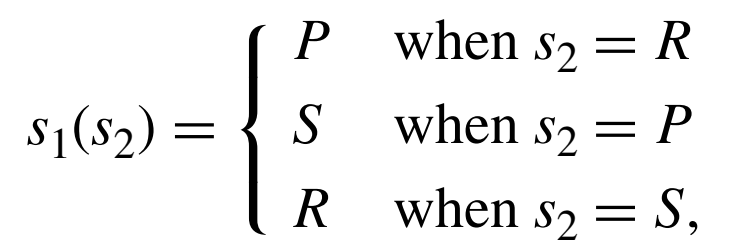 P when s₂ = R
s₁(s₂) = { S when s₂ = P
R when s₂ = S,